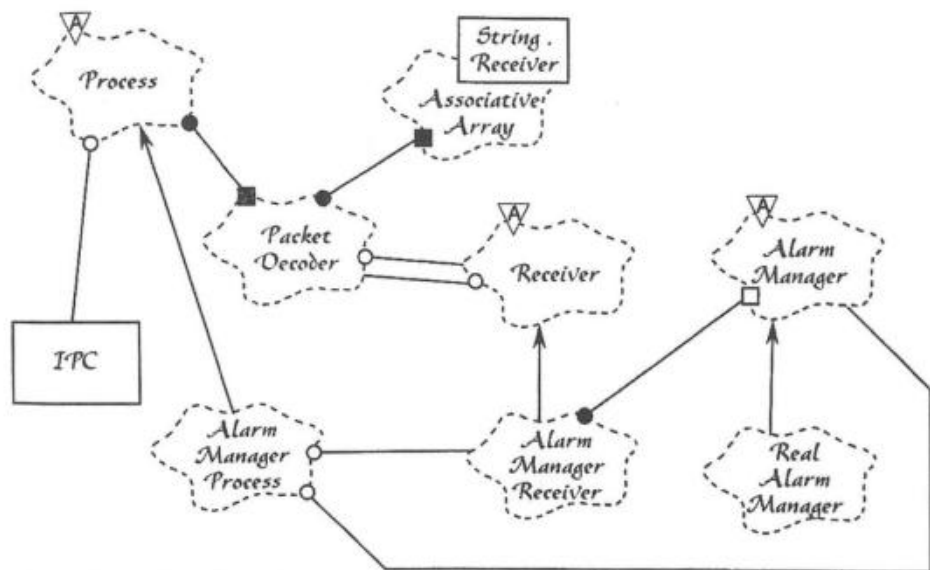 A
Process
String .
Receiver
Associative
Array
Packet
Decoder
A
Receiver
A
Alarm
Manager
IPC
Alarm
Manager
Process
Alarm
Manager
Receiver
Real
Alarm
Manager